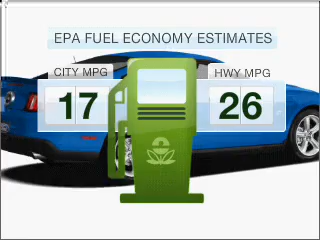 EPA FUEL ECONOMY ESTIMATES
CITY MPG
HWY MPG
17
26